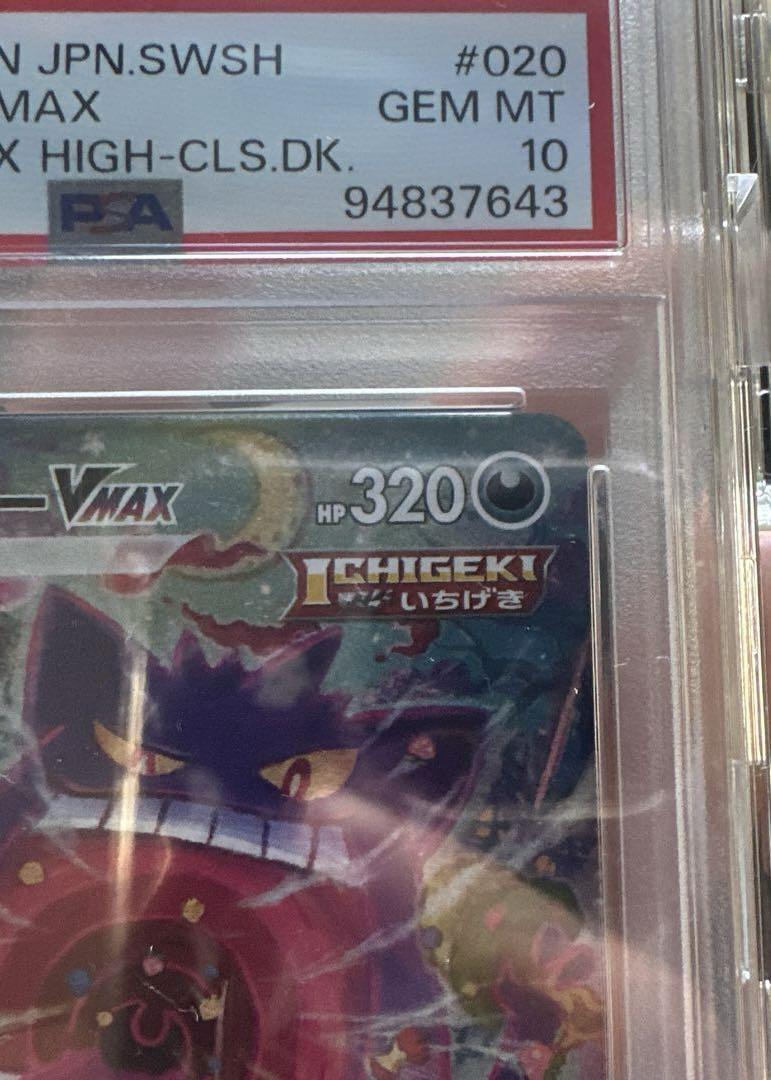 N JPN.SWSH #020
MAX GEM MT
X HIGH-CLS.DK. 10
PSA 94837643
VMAX HP320
ICHIGEKI
いちげき